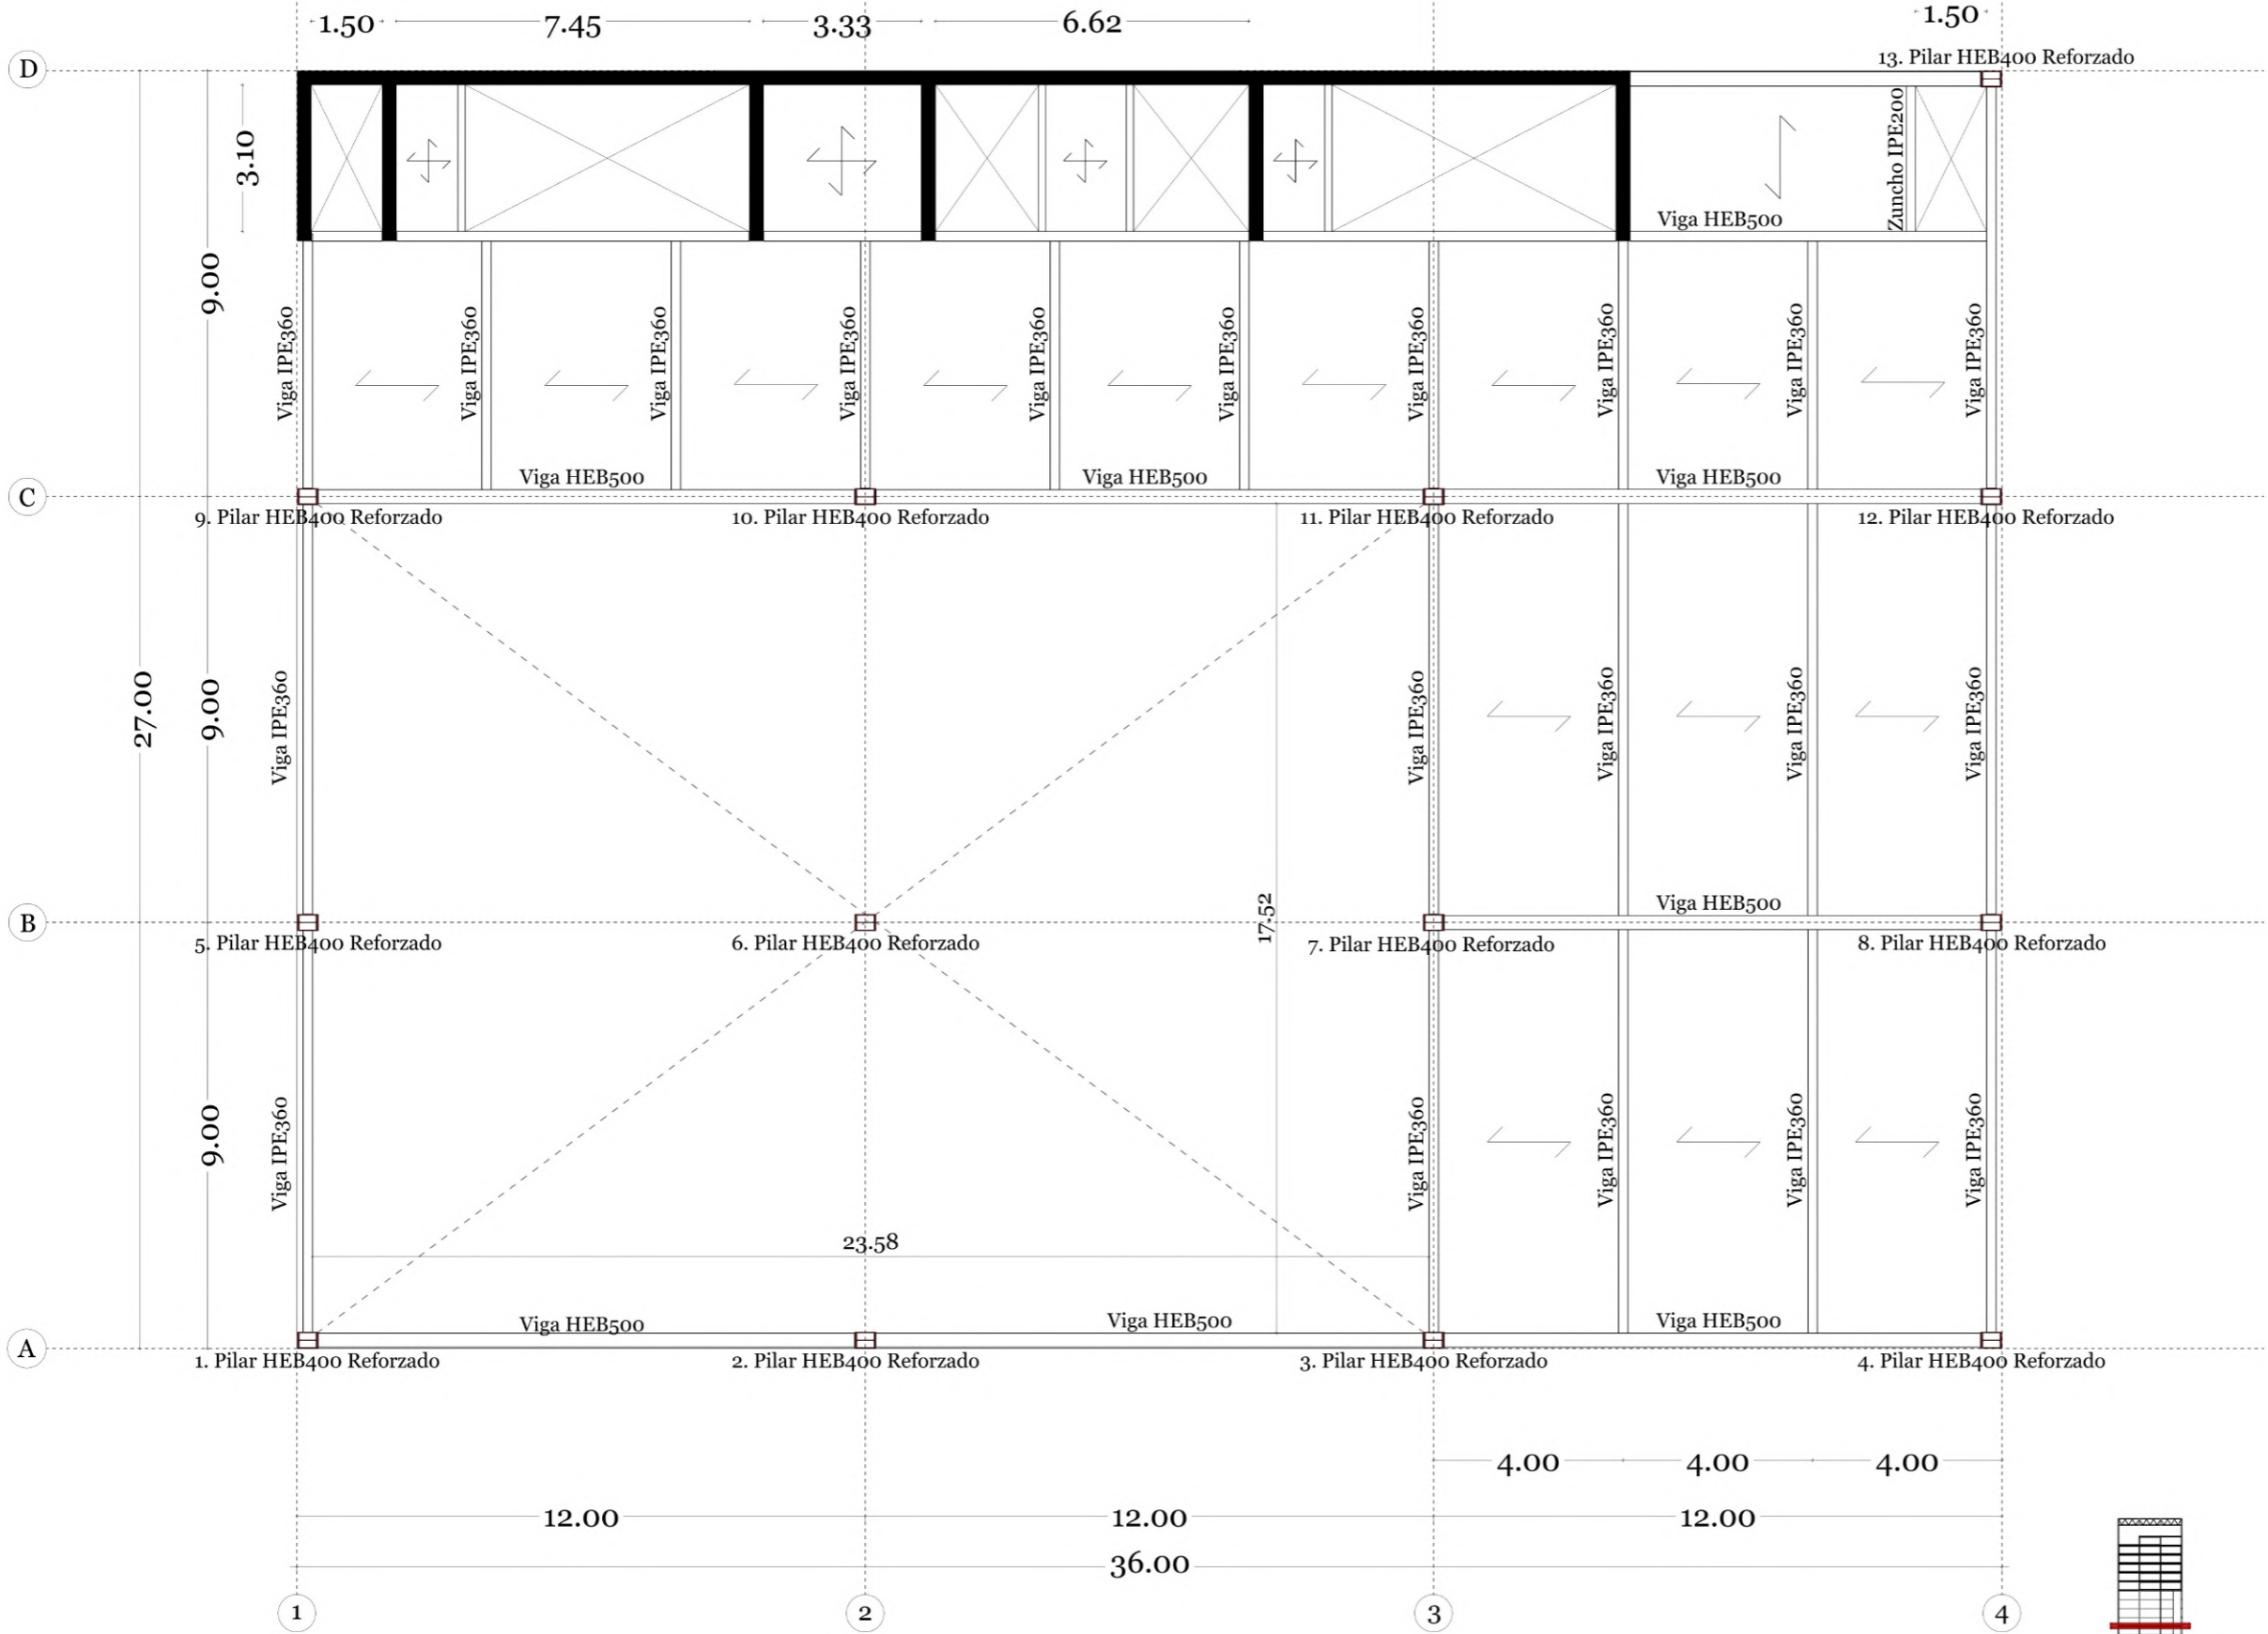 1.50
7.45
3.33
6.62
1.50
13. Pilar HEB400 Reforzado
D
3.10
Zuncho IPE200
Viga HEB500
9.00
Viga IPE360
Viga IPE360
Viga IPE360
Viga IPE360
Viga IPE360
Viga IPE360
Viga IPE360
Viga IPE360
Viga IPE360
Viga IPE360
Viga HEB500
Viga HEB500
Viga HEB500
C
9. Pilar HEB400 Reforzado
10. Pilar HEB400 Reforzado
11. Pilar HEB400 Reforzado
12. Pilar HEB400 Reforzado
27.00
9.00
Viga IPE360
Viga IPE360
Viga IPE360
Viga IPE360
Viga IPE360
17.52
Viga HEB500
B
5. Pilar HEB400 Reforzado
6. Pilar HEB400 Reforzado
7. Pilar HEB400 Reforzado
8. Pilar HEB400 Reforzado
9.00
Viga IPE360
Viga IPE360
Viga IPE360
Viga IPE360
Viga IPE360
23.58
Viga HEB500
Viga HEB500
Viga HEB500
A
1. Pilar HEB400 Reforzado
2. Pilar HEB400 Reforzado
3. Pilar HEB400 Reforzado
4. Pilar HEB400 Reforzado
4.00
4.00
4.00
12.00
12.00
12.00
36.00
1
2
3
4